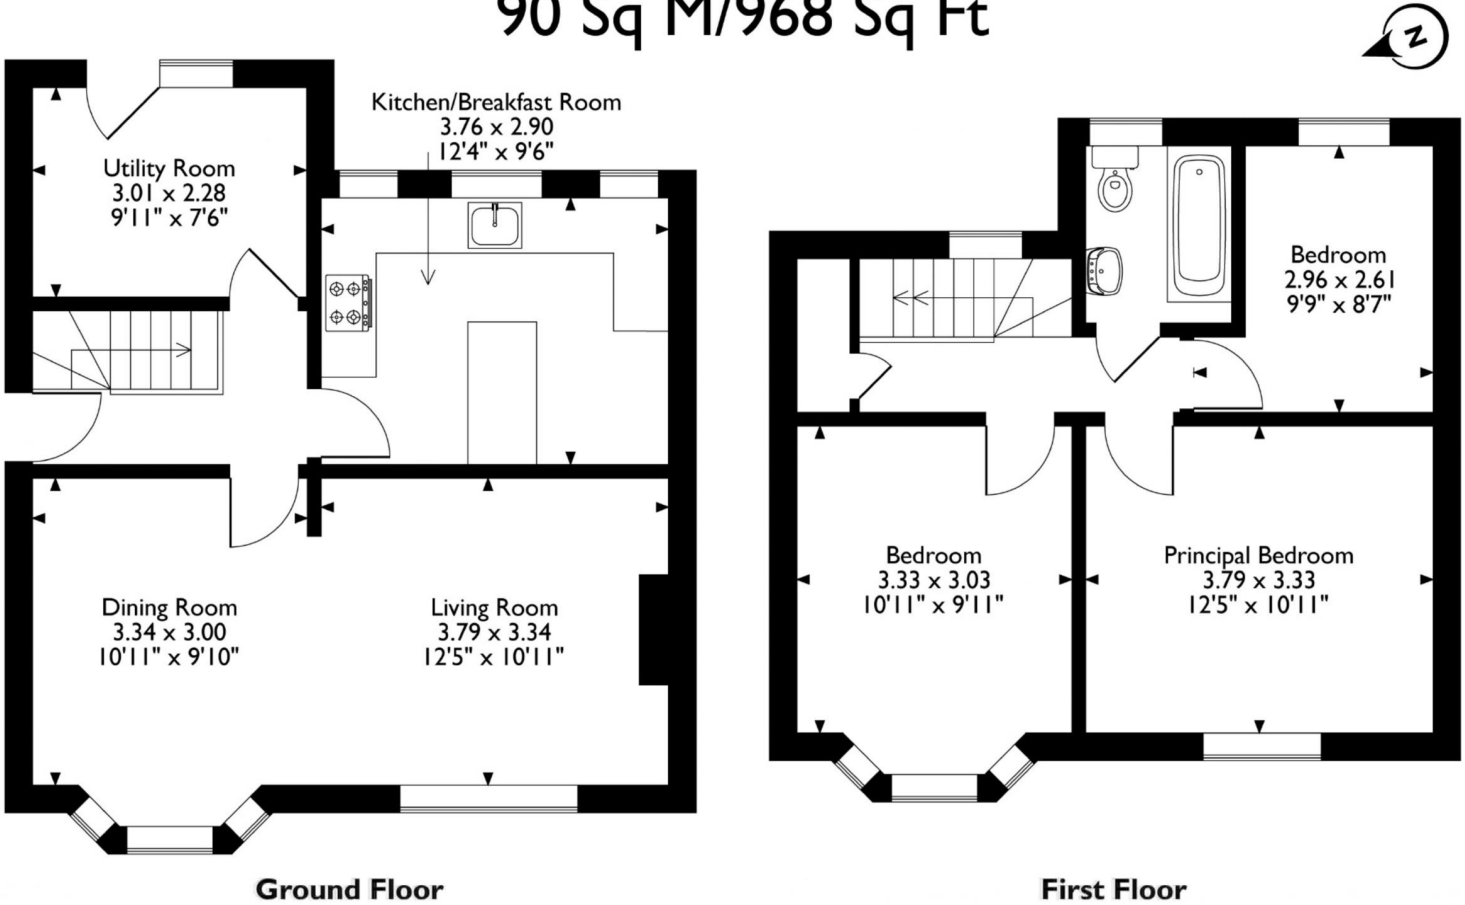 90 Sq M/968 Sq Ft
N
Kitchen/Breakfast Room
3.76 x 2.90
12'4" x 9'6"
Utility Room
3.01 x 2.28
9'11" x 7'6"
Dining Room
3.34 x 3.00
10'11" x 9'10"
Living Room
3.79 x 3.34
12'5" x 10'11"
Ground Floor
Bedroom
2.96 x 2.61
9'9" x 8'7"
Bedroom
3.33 x 3.03
10'11" x 9'11"
Principal Bedroom
3.79 x 3.33
12'5" x 10'11"
First Floor